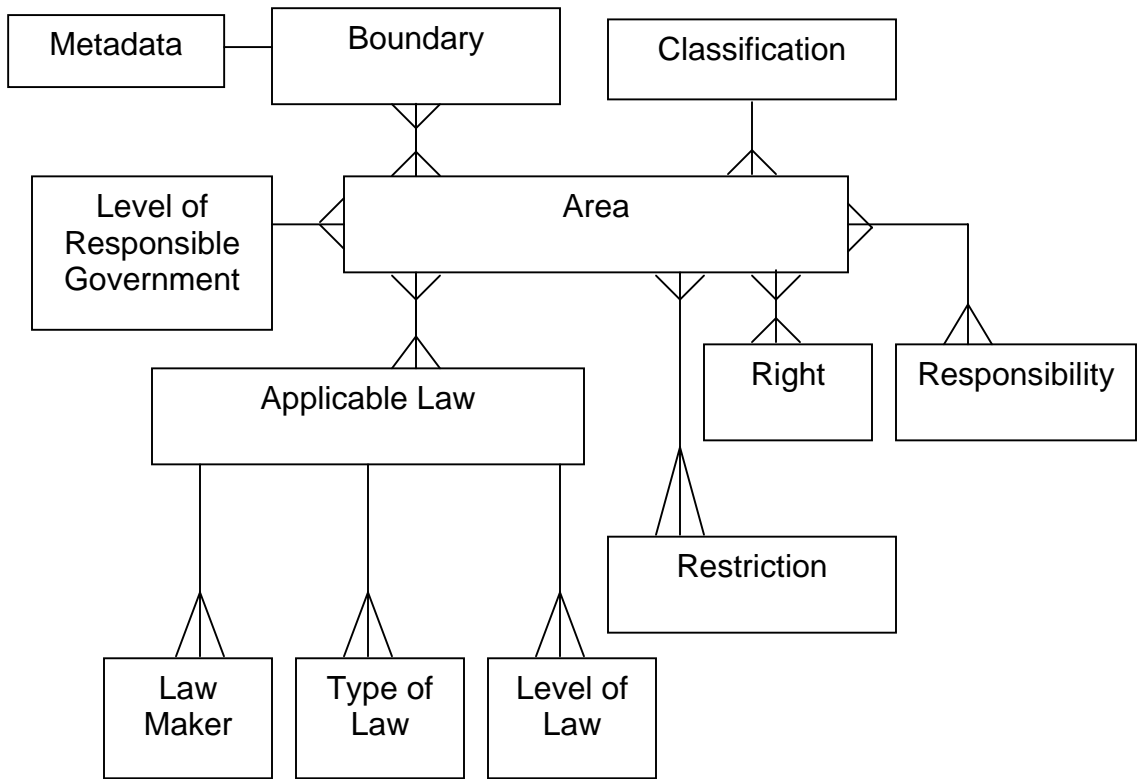 Metadata
Boundary
Classification
Level of
Responsible
Government
Area
Applicable Law
Right
Responsibility
Restriction
Law
Maker
Type of
Law
Level of
Law